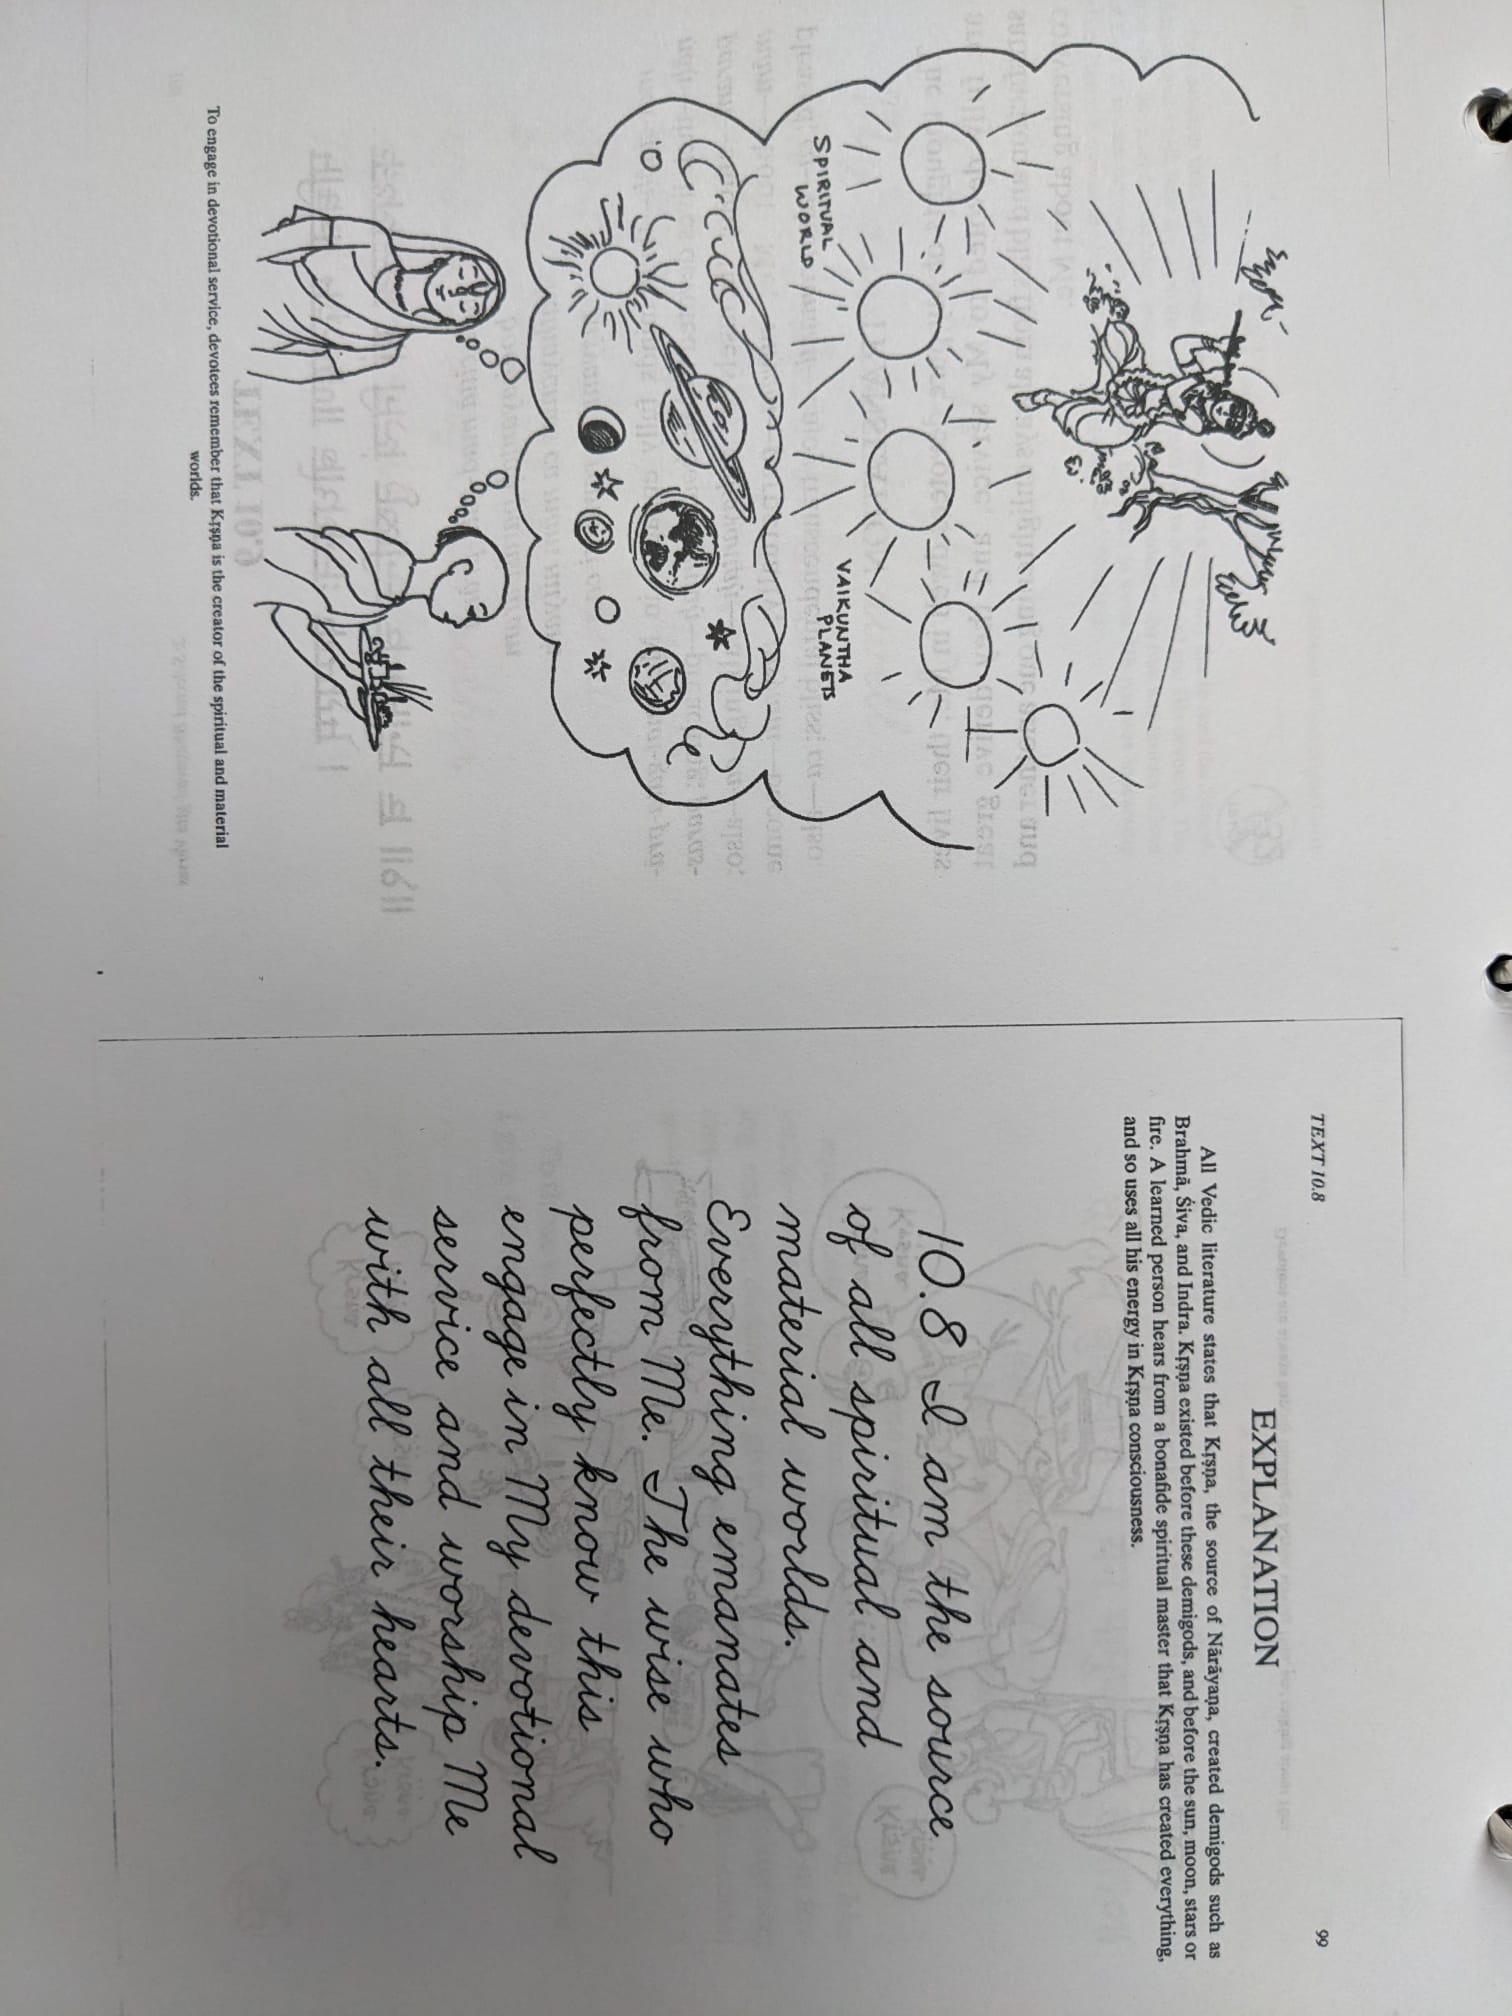 SPIRITUAL
WORLD
VAIKUNTHA
PLANETS
To engage in devotional service, devotees remember that Kṛṣṇa is the creator of the spiritual and material
worlds.
TEXT 10.8 99
EXPLANATION
All Vedic literature states that Kṛṣṇa, the source of Nārāyaṇa, created demigods such as
Brahmā, Śiva, and Indra. Kṛṣṇa existed before these demigods, and before the sun, moon, stars or
fire. A learned person hears from a bonafide spiritual master that Kṛṣṇa has created everything,
and so uses all his energy in Kṛṣṇa consciousness.
10.8 I am the source
of all spiritual and
material worlds.
Everything emanates
from Me. The wise who
perfectly know this
engage in My devotional
service and worship Me
with all their hearts.